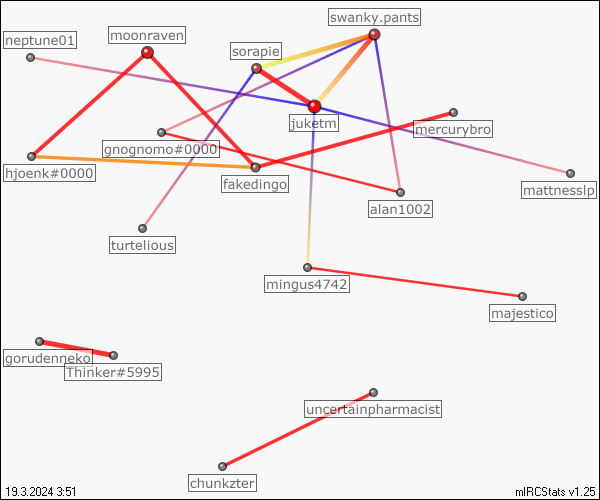 swanky.pants
moonraven
neptune01
sorapie
juketm
mercurybro
gnognomo#0000
hjoenk#0000
fakedingo
mattnesslp
alan1002
turtelious
mingus4742
majestico
gorudenneko
Thinker#5995
uncertainpharmacist
chunkzter
19.3.2024 3:51
mIRCStats v1.25